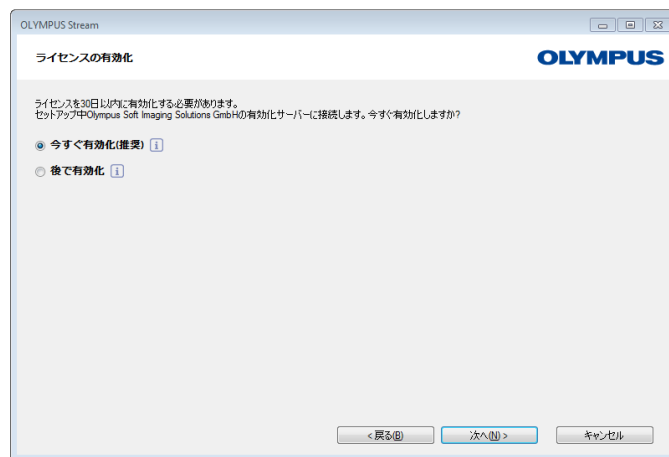 OLYMPUS Stream
ライセンスの有効化
OLYMPUS
ライセンスを30日以内に有効化する必要があります。
セットアップ中Olympus Soft Imaging Solutions GmbHの有効化サーバーに接続します。今すぐ有効化しますか?
今すぐ有効化(推奨) i
後で有効化 i
<戻る(B)
次へ(N)>
キャンセル